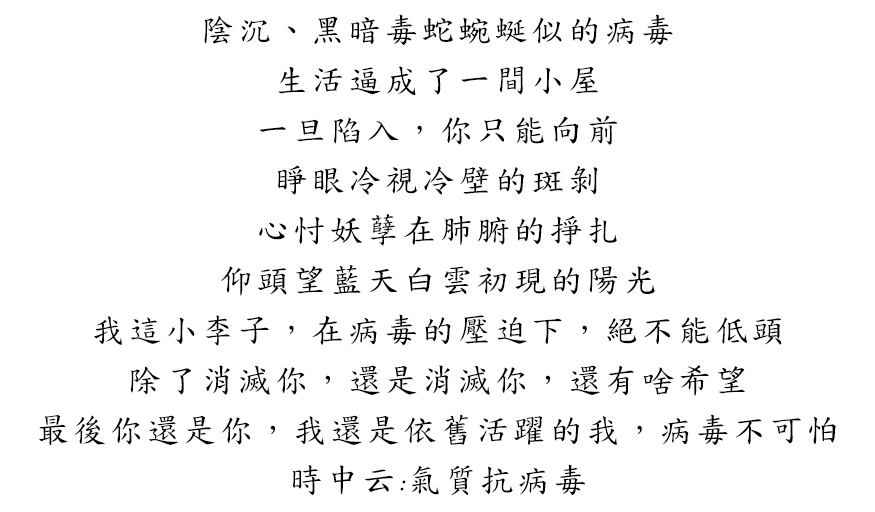 陰沉、黑暗毒蛇蜿蜒似的病毒
生活逼成了一間小屋
一旦陷入，你只能向前
睜眼冷視冷壁的斑剝
心忖妖孽在肺腑的掙扎
仰頭望藍天白雲初現的陽光
我這小李子，在病毒的壓迫下，絕不能低頭
除了消滅你，還是消滅你，還有啥希望
最後你還是你，我還是依舊活躍的我，病毒不可怕
時中云:氣質抗病毒